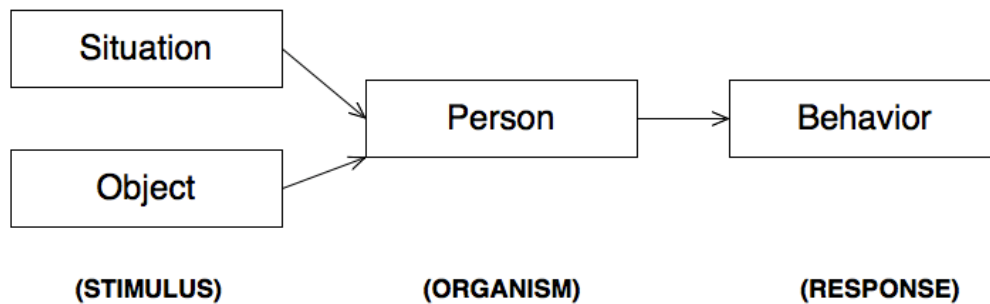 Situation
Person
Behavior
Object
(STIMULUS)
(ORGANISM)
(RESPONSE)